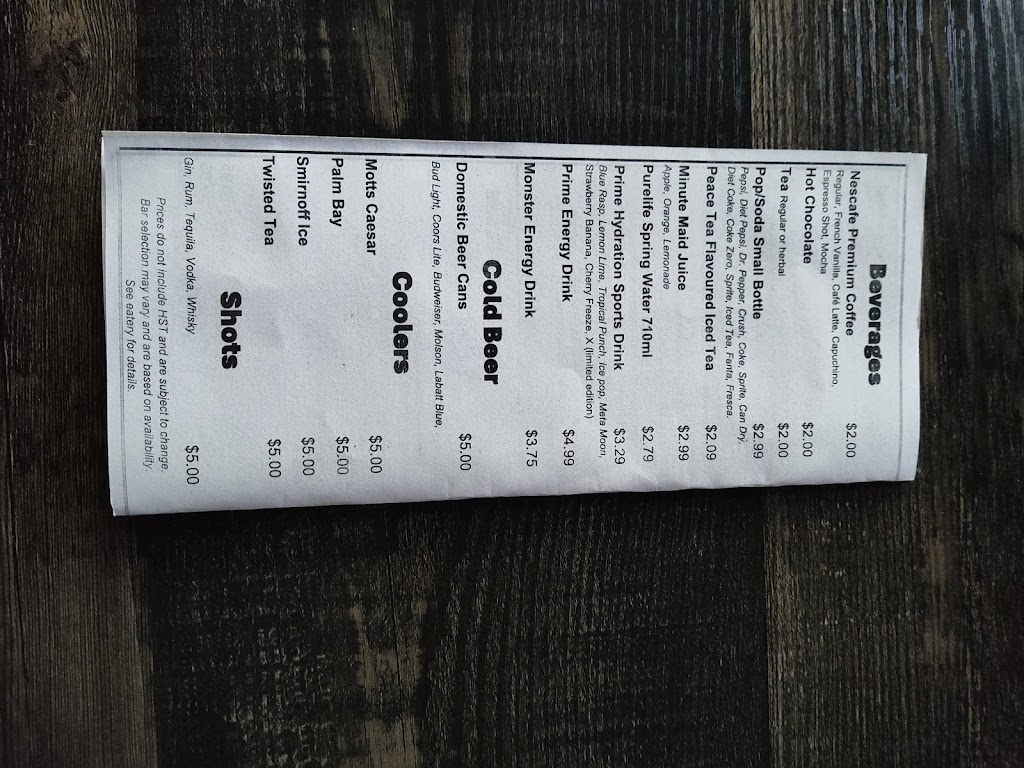 Beverages
Nescafe Premium Coffee $2.00
Regular, French Vanilla, Café Latte, Capuchino,
Espresso Shot, Mocha
Hot Chocolate $2.00
Tea Regular or herbal $2.00
Pop/Soda Small Bottle $2.99
Pepsi, Diet Pepsi, Dr. Pepper, Crush, Coke, Sprite, Can Dry,
Diet Coke, Coke Zero, Sprite, Iced Tea, Fanta, Fresca.
Peace Tea Flavoured Iced Tea $2.09
Minute Maid Juice $2.99
Apple, Orange, Lemonade
Purelife Spring Water 710ml $2.79
Prime Hydration Sports Drink $3.29
Blue Rasp, Lemon Lime, Tropical Punch, Ice pop, Meta Moon,
Strawberry Banana, Cherry Freeze, X (limited edition)
Prime Energy Drink $4.99
Monster Energy Drink $3.75
Cold Beer
Domestic Beer Cans $5.00
Bud Light, Coors Lite, Budweiser, Molson, Labatt Blue,
Coolers
Motts Caesar $5.00
Palm Bay $5.00
Smirnoff Ice $5.00
Twisted Tea $5.00
Shots
Gin, Rum, Tequila, Vodka, Whisky $5.00
Prices do not include HST and are subject to change.
Bar selection may vary and are based on availability.
See eatery for details.